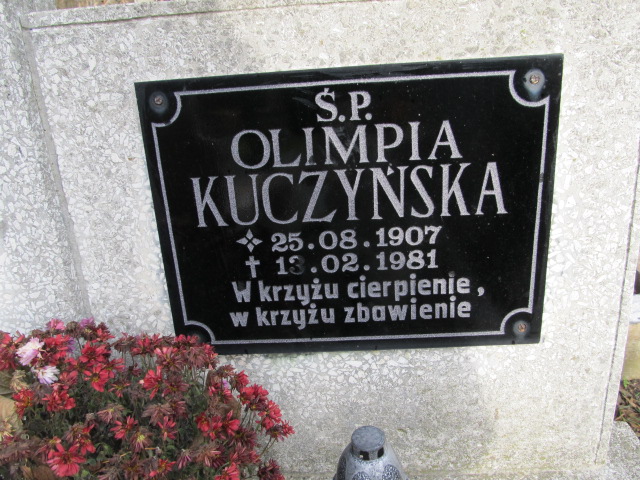 Ś.P.
OLIMPIA
KUCZYŃSKA
25.08.1907
13.02.1981
W krzyżu cierpienie,
w krzyżu zbawienie